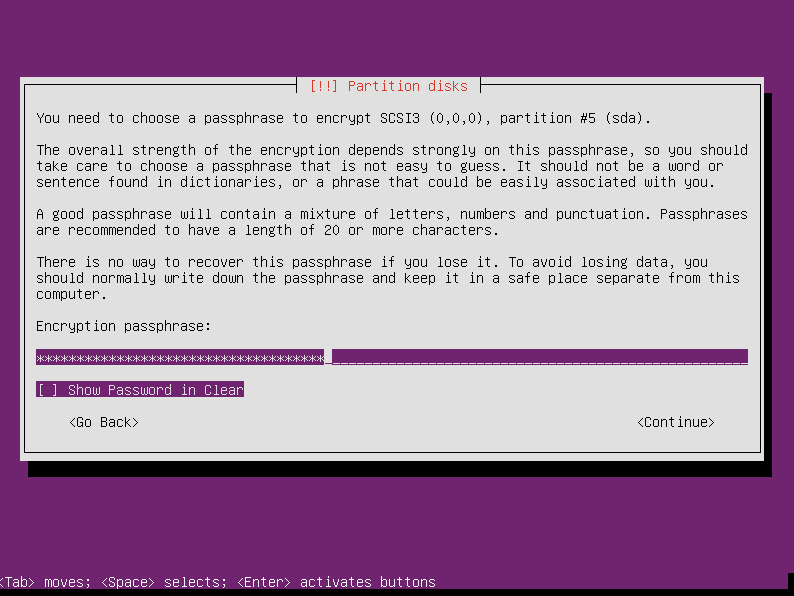 [!!] Partition disks
You need to choose a passphrase to encrypt SCSI3 (0,0,0), partition #5 (sda).
The overall strength of the encryption depends strongly on this passphrase, so you should
take care to choose a passphrase that is not easy to guess. It should not be a word or
sentence found in dictionaries, or a phrase that could be easily associated with you.
A good passphrase will contain a mixture of letters, numbers and punctuation. Passphrases
are recommended to have a length of 20 or more characters.
There is no way to recover this passphrase if you lose it. To avoid losing data, you
should normally write down the passphrase and keep it in a safe place separate from this
computer.
Encryption passphrase:
************************************
[ ] Show Password in Clear
<Go Back> <Continue>
<Tab> moves; <Space> selects; <Enter> activates buttons